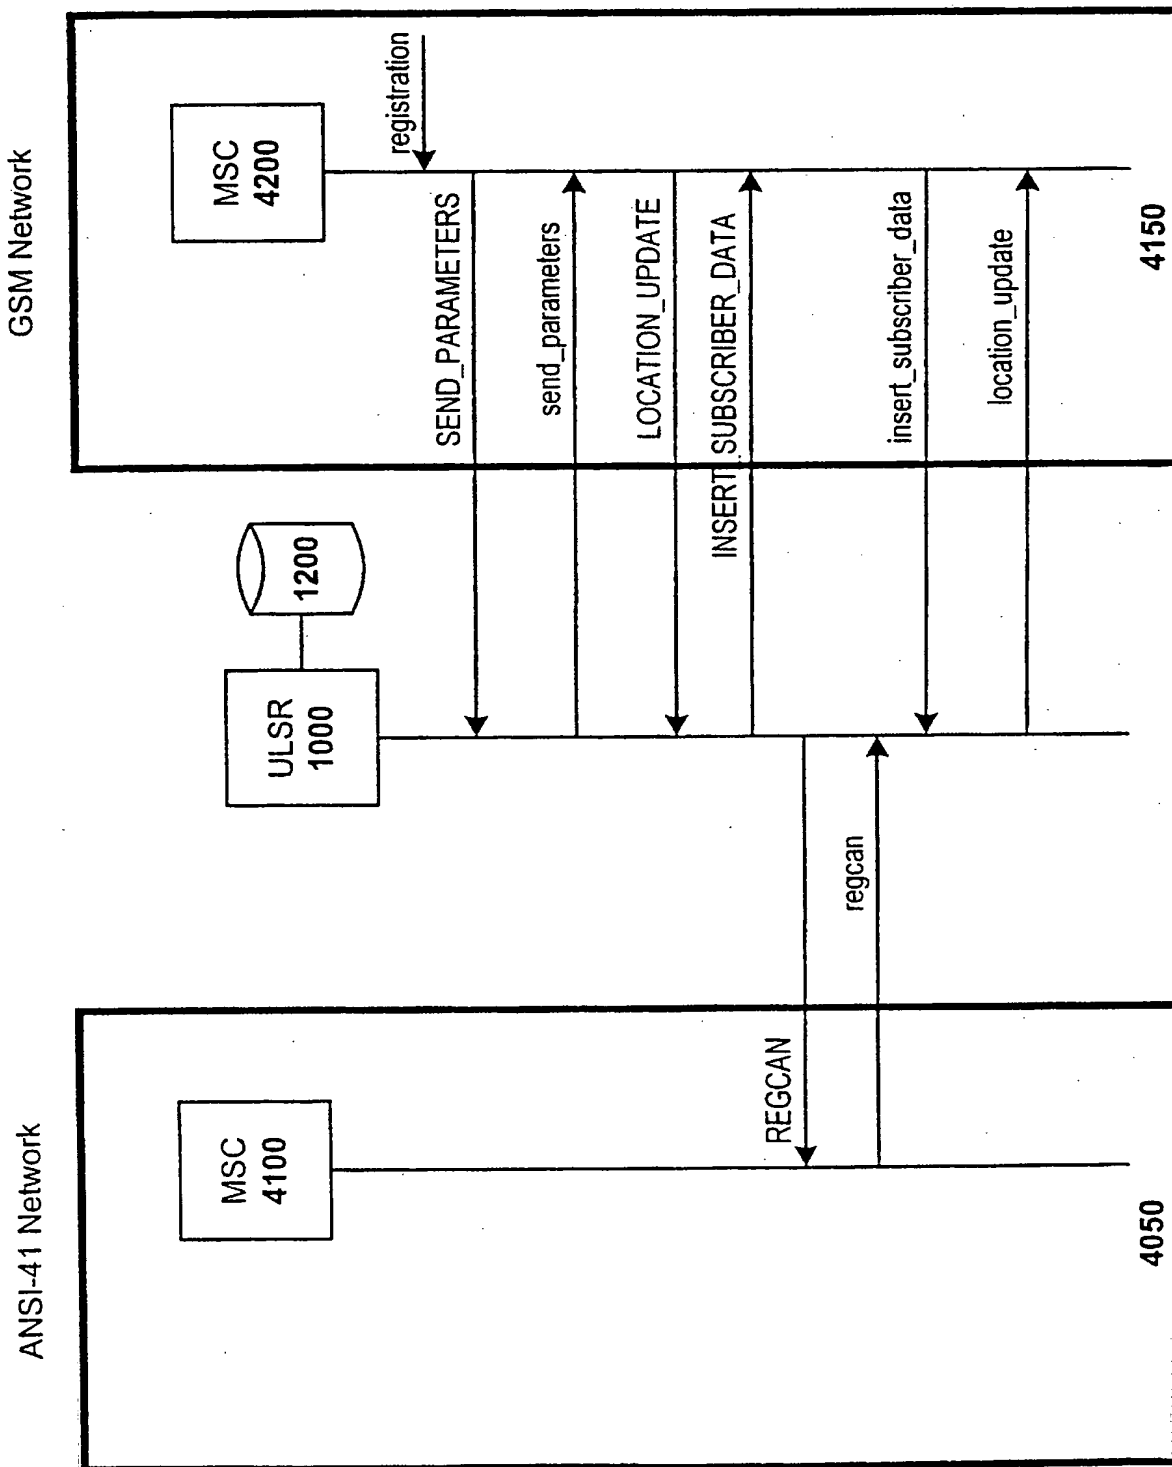 ANSI-41 Network
GSM Network
MSC
4100
ULSR
1000
1200
MSC
4200
registration
SEND_PARAMETERS
send_parameters
LOCATION_UPDATE
INSERT_SUBSCRIBER_DATA
REGCAN
regcan
insert_subscriber_data
location_update
4050
4150